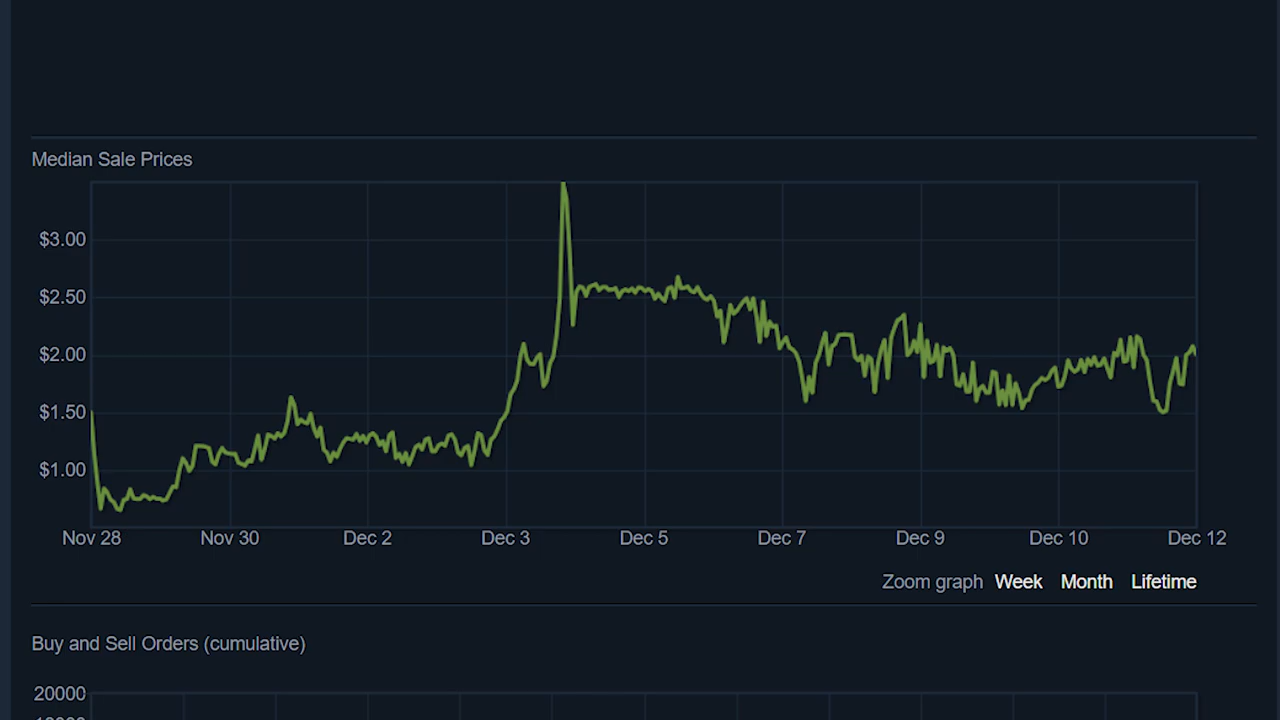 Median Sale Prices
$3.00
$2.50
$2.00
$1.50
$1.00
Nov 28 Nov 30 Dec 2 Dec 3 Dec 5 Dec 7 Dec 9 Dec 10 Dec 12
Zoom graph Week Month Lifetime
Buy and Sell Orders (cumulative)
20000